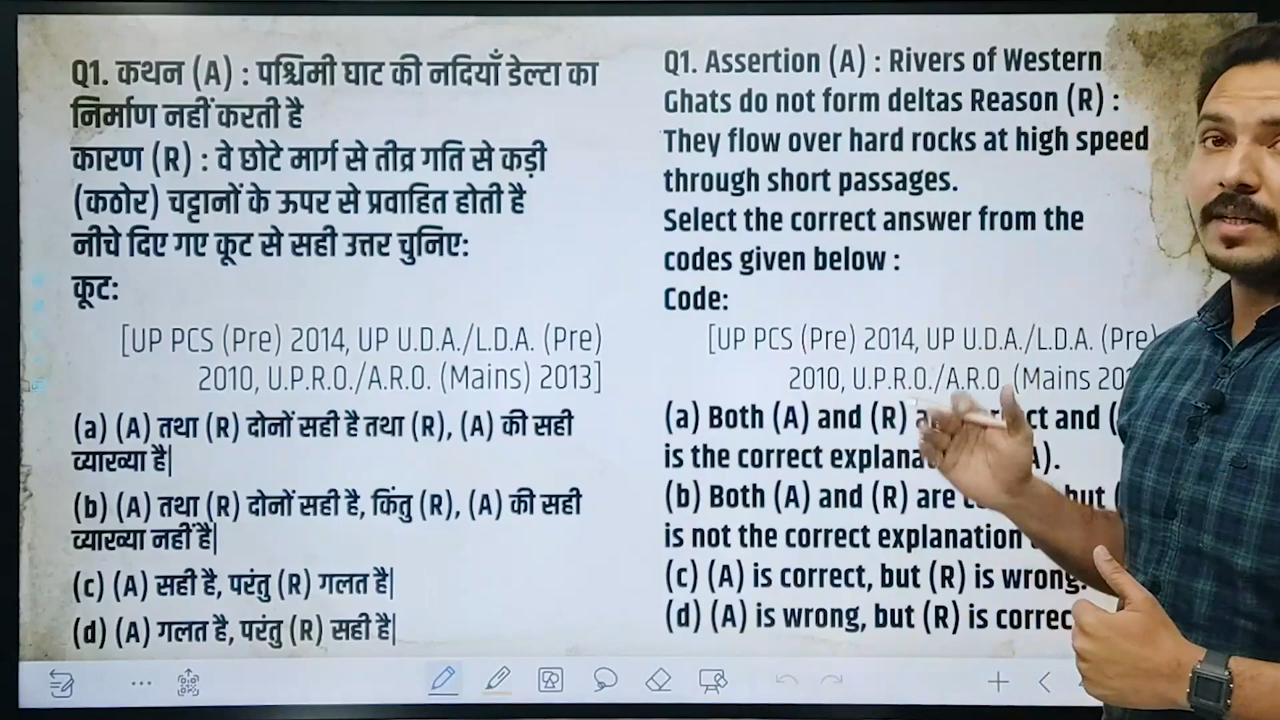 Q1. कथन (A) : पश्चिमी घाट की नदियाँ डेल्टा का
निर्माण नहीं करती है
कारण (R) : वे छोटे मार्ग से तीव्र गति से कड़ी
(कठोर) चट्टानों के ऊपर से प्रवाहित होती है
नीचे दिए गए कूट से सही उत्तर चुनिए:
कूट:
[UP PCS (Pre) 2014, UP U.D.A./L.D.A. (Pre)
2010, U.P.R.O./A.R.O. (Mains) 2013]
(a) (A) तथा (R) दोनों सही है तथा (R), (A) की सही
व्याख्या है|
(b) (A) तथा (R) दोनों सही है, किंतु (R), (A) की सही
व्याख्या नहीं है|
(c) (A) सही है, परंतु (R) गलत है|
(d) (A) गलत है, परंतु (R) सही है|
Q1. Assertion (A) : Rivers of Western
Ghats do not form deltas Reason (R) :
They flow over hard rocks at high speed
through short passages.
Select the correct answer from the
codes given below :
Code:
[UP PCS (Pre) 2014, UP U.D.A./L.D.A. (Pre)
2010, U.P.R.O./A.R.O. (Mains
(a) Both (A) and (R) and
is the correct
(b) Both (A) and (R) are but
is not the correct explanation
(c) (A) is correct, but (R) is wrong.
(d) (A) is wrong, but (R) is